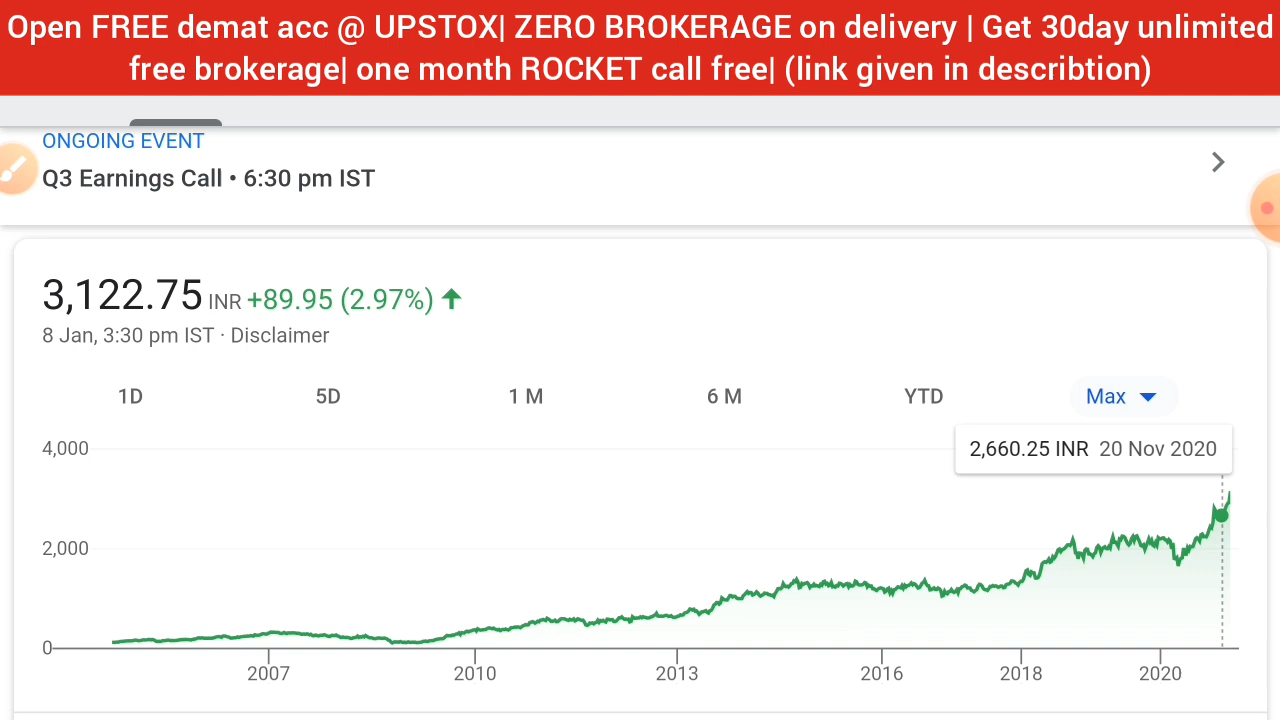 Open FREE demat acc @ UPSTOX| ZERO BROKERAGE on delivery | Get 30day unlimited
free brokerage| one month ROCKET call free| (link given in describtion)
ONGOING EVENT
Q3 Earnings Call • 6:30 pm IST
3,122.75 INR +89.95 (2.97%)
8 Jan, 3:30 pm IST · Disclaimer
1D 5D 1 M 6 M YTD Max
2,660.25 INR 20 Nov 2020
4,000
2,000
0
2007 2010 2013 2016 2018 2020